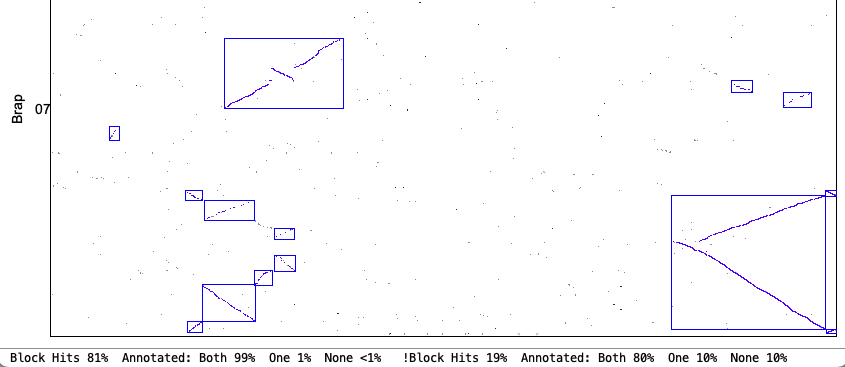 Brap
07
Block Hits 81%  Annotated: Both 99%  One 1%  None <1%   !Block Hits 19%  Annotated: Both 80%  One 10%  None 10%